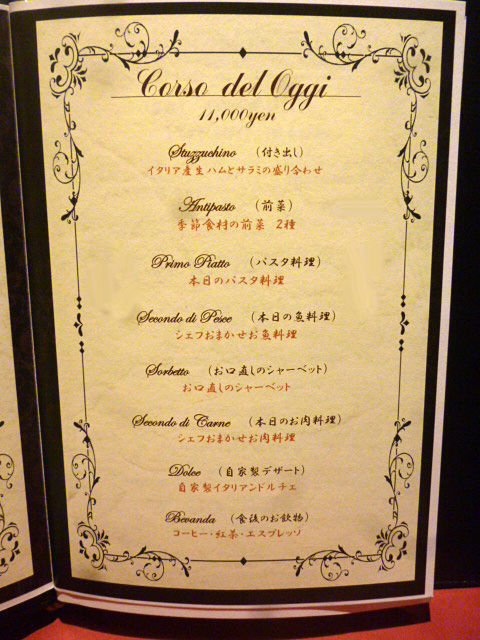 Corso del Oggi
11,000yen
Stuzzuchino (付き出し)
イタリア産生ハムとサラミの盛り合わせ
Antipasto (前菜)
季節食材の前菜 2種
Primo Piatto (パスタ料理)
本日のパスタ料理
Secondo di Pesce (本日の魚料理)
シェフおまかせお魚料理
Sorbetto (お口直しのシャーベット)
お口直しのシャーベット
Secondo di Carne (本日のお肉料理)
シェフおまかせお肉料理
Dolce (自家製デザート)
自家製イタリアンドルチェ
Bevanda (食後のお飲物)
コーヒー・紅茶・エスプレッソ